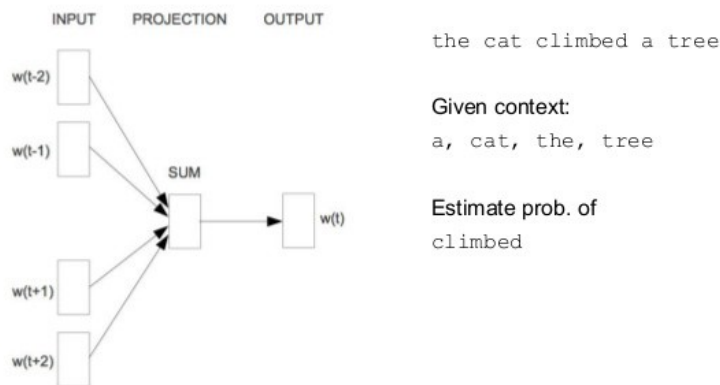 INPUT PROJECTION OUTPUT
w(t-2)
w(t-1)
SUM
w(t)
w(t+1)
w(t+2)
the cat climbed a tree
Given context:
a, cat, the, tree
Estimate prob. of
climbed